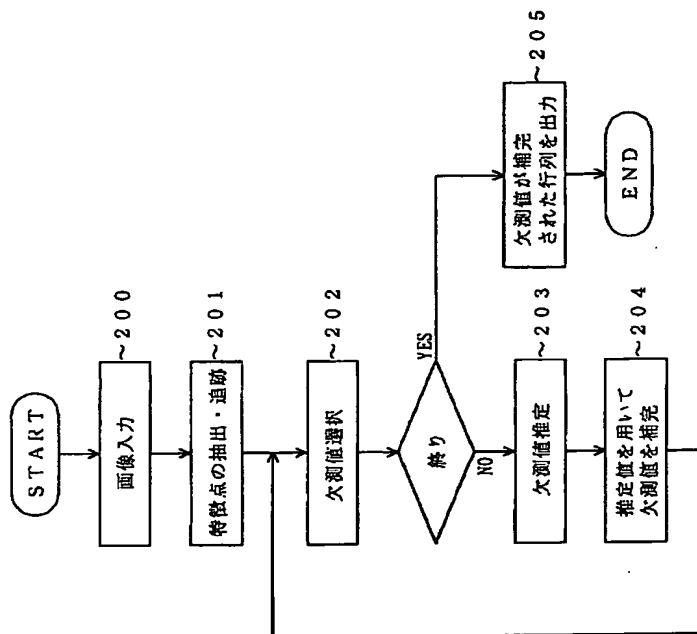 START
画像入力
~200
特徴点の抽出・追跡
~201
欠測値選択
~202
終り
YES
NO
欠測値推定
~203
推定値を用いて
欠測値を補完
~204
欠測値が補完
された行列を出力
~205
END